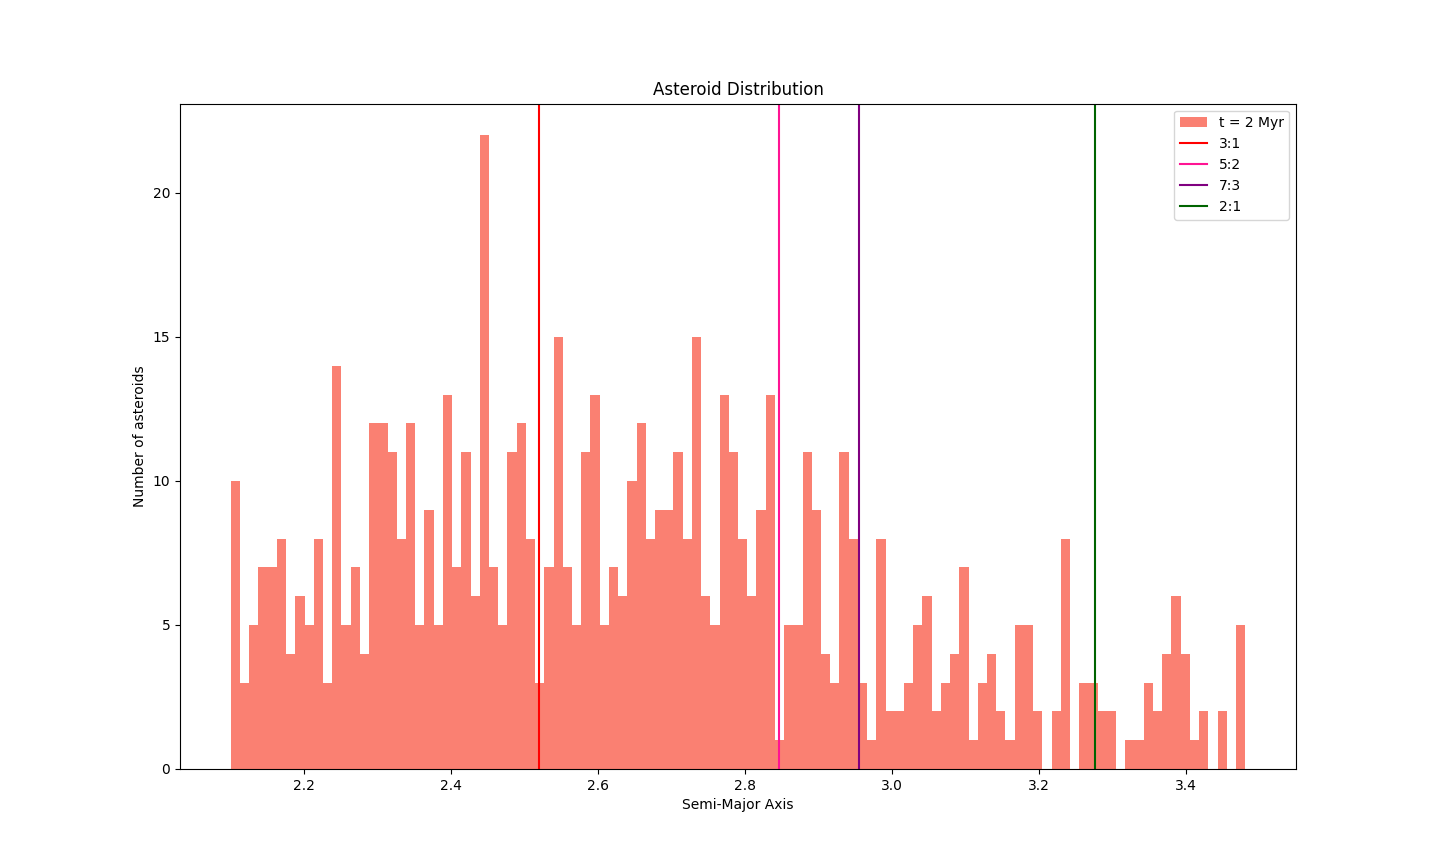 Asteroid Distribution
t = 2 Myr
3:1
5:2
7:3
2:1
20
15
10
5
0
Number of asteroids
2.2 2.4 2.6 2.8 3.0 3.2 3.4
Semi-Major Axis